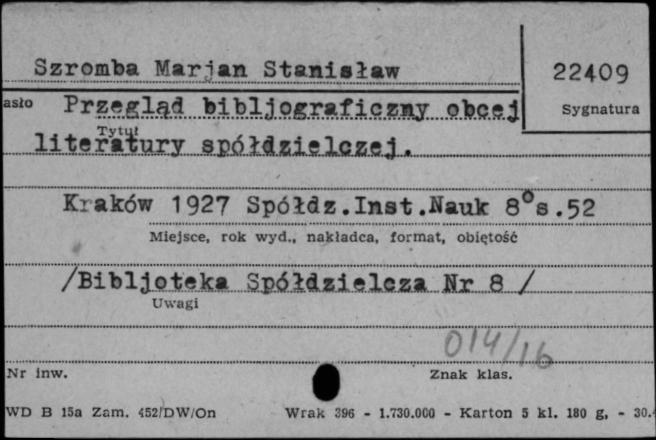 Szromba Marjan Stanisław
22409
asło Przegląd bibljograficzny obcej
Sygnatura
Tytuł
literatury spółdzielczej.
Kraków 1927 Spółdz.Inst.Nauk 8°s.52
Miejsce, rok wyd., nakładca, format, obiętość
/Bibljoteka Spółdzielcza Nr 8 /
Uwagi
014/16
Nr inw.
Znak klas.
WD B 15a Zam. 452/DW/On Wrak 396 - 1.730.000 - Karton 5 kl. 180 g, - 30.